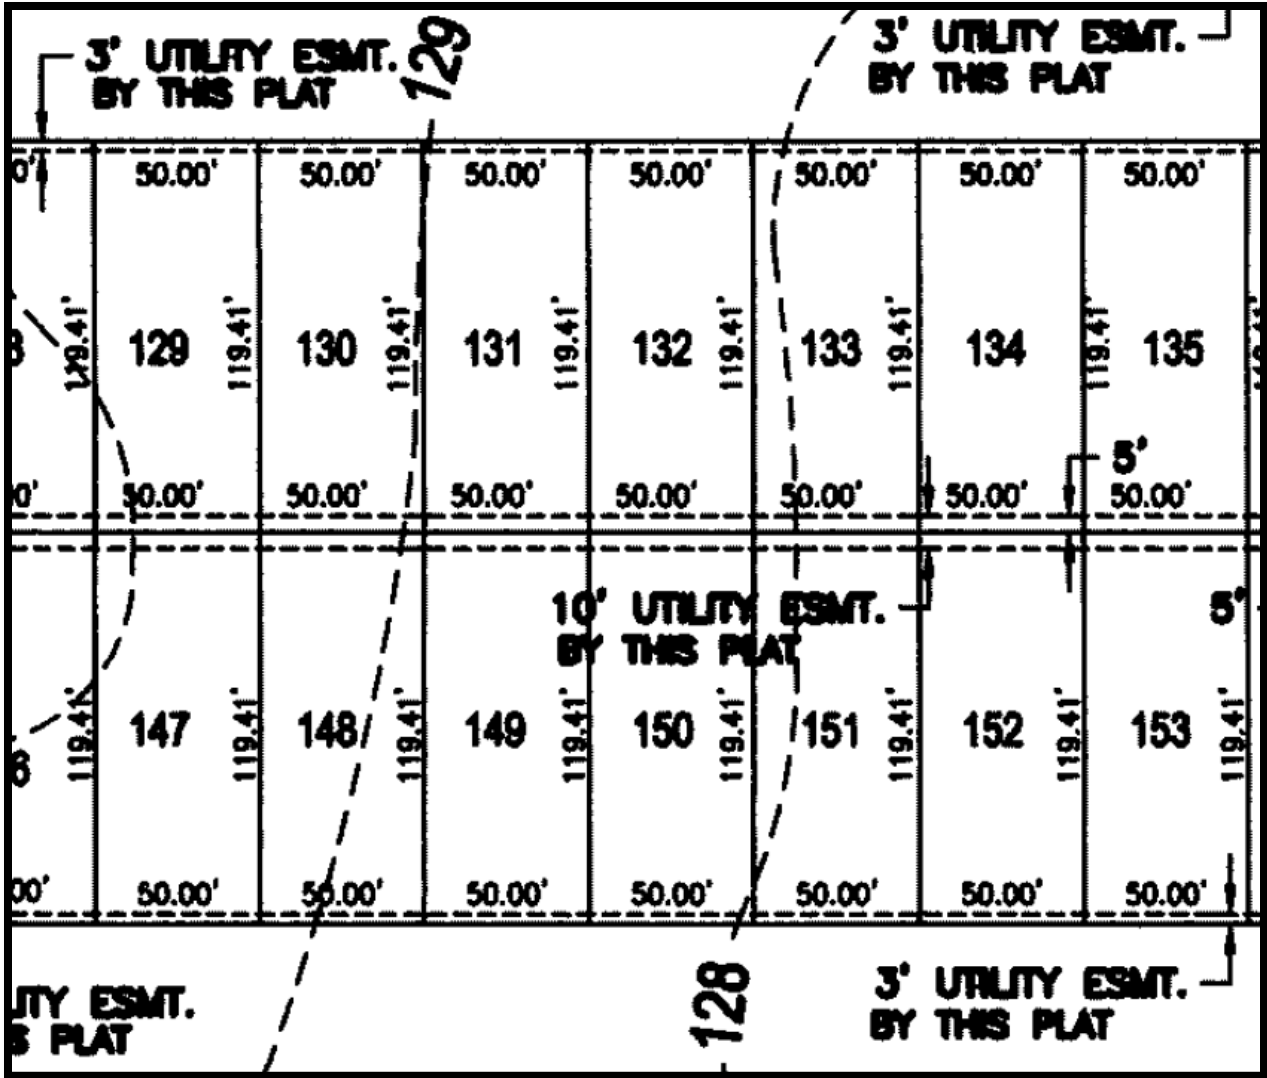 3' UTILITY ESMT.
BY THIS PLAT
129
3' UTILITY ESMT.
BY THIS PLAT
0' 50.00' 50.00' 50.00' 50.00' 50.00' 50.00' 50.00'
119.41' 119.41' 119.41' 119.41' 119.41' 119.41' 119.41'
129 130 131 132 133 134 135
5'
00' 50.00' 50.00' 50.00' 50.00' 50.00' 50.00' 50.00'
10' UTILITY ESMT.
BY THIS PLAT
5'
119.41' 119.41' 119.41' 119.41' 119.41' 119.41' 119.41' 119.41'
6 147 148 149 150 151 152 153
00' 50.00' 50.00' 50.00' 50.00' 50.00' 50.00' 50.00'
128
3' UTILITY ESMT.
BY THIS PLAT
ITY ESMT.
S PLAT